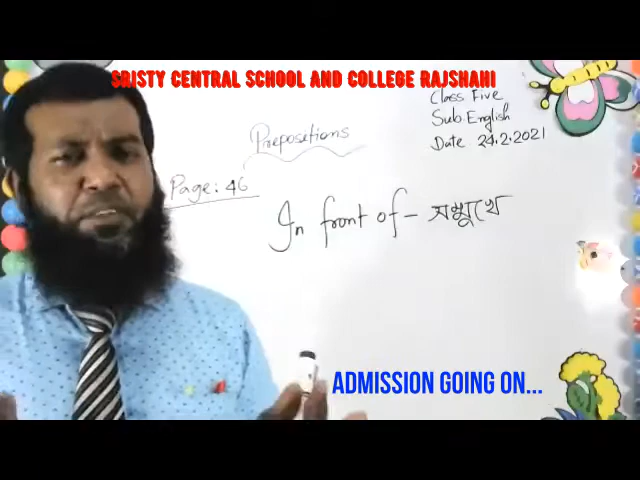 SRISTY CENTRAL SCHOOL AND COLLEGE RAJSHAHI
Class Five
Sub: English
Date 24.2.2021
Prepositions
Page: 46
In front of - সম্মুখে
ADMISSION GOING ON...